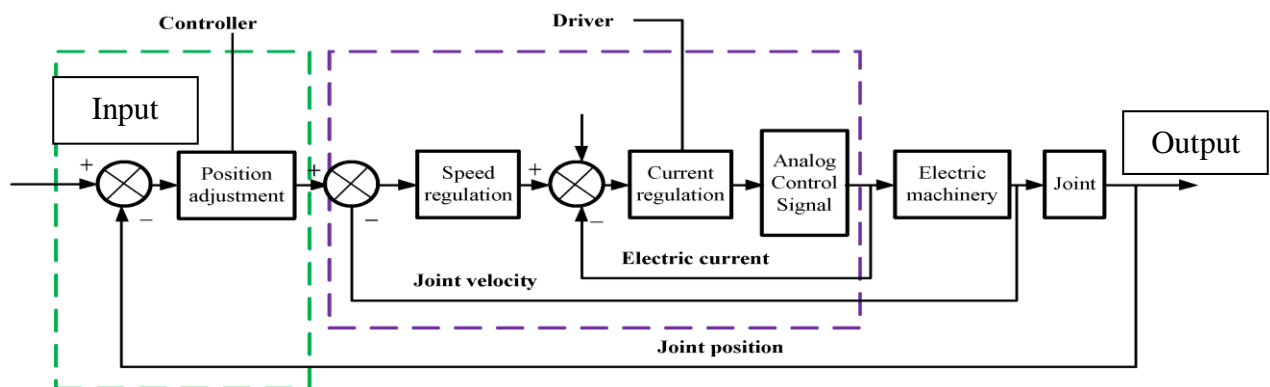 Controller
Driver
Input
Output
+
Position
adjustment
−
+
Speed
regulation
−
+
Current
regulation
−
Analog
Control
Signal
Electric
machinery
Joint
Electric current
Joint velocity
Joint position